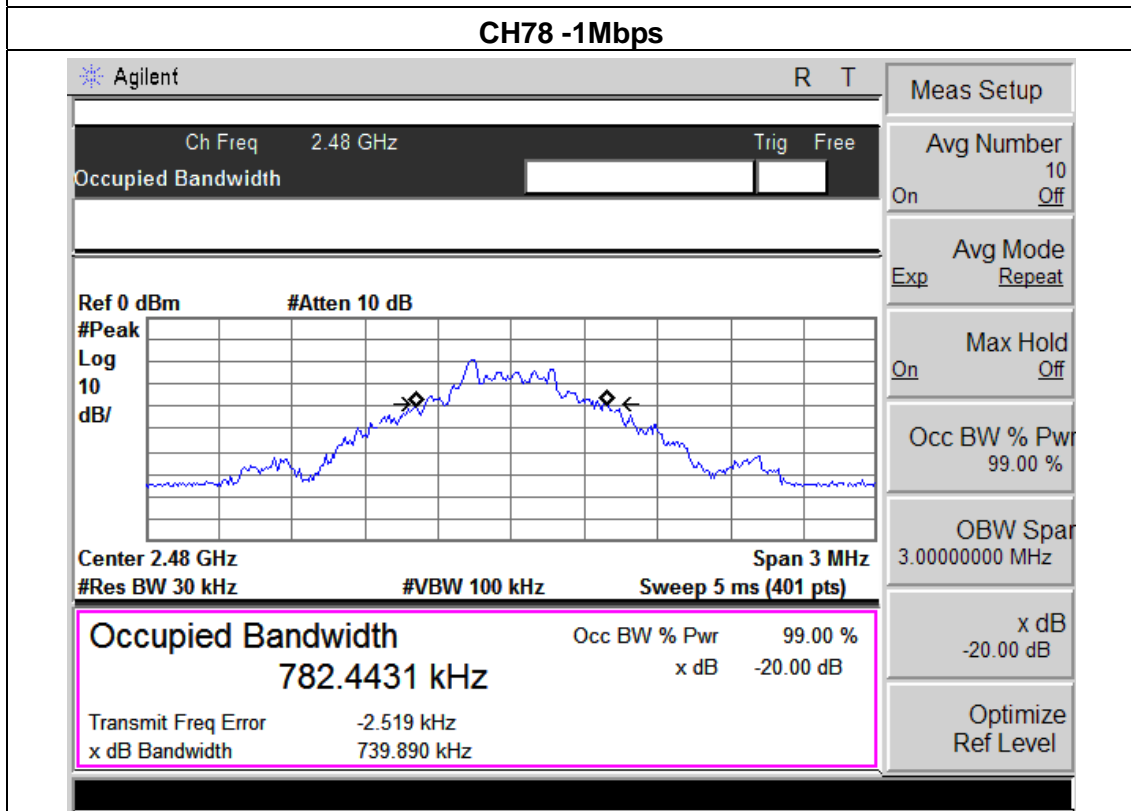 CH78 -1Mbps
Agilent R T
Ch Freq 2.48 GHz Trig Free
Occupied Bandwidth
Ref 0 dBm #Atten 10 dB
#Peak
Log
10
dB/
Center 2.48 GHz Span 3 MHz
#Res BW 30 kHz #VBW 100 kHz Sweep 5 ms (401 pts)
Occupied Bandwidth Occ BW % Pwr 99.00 %
782.4431 kHz x dB -20.00 dB
Transmit Freq Error -2.519 kHz
x dB Bandwidth 739.890 kHz
Meas Setup
Avg Number
10
On Off
Avg Mode
Exp Repeat
Max Hold
On Off
Occ BW % Pwr
99.00 %
OBW Span
3.00000000 MHz
x dB
-20.00 dB
Optimize
Ref Level